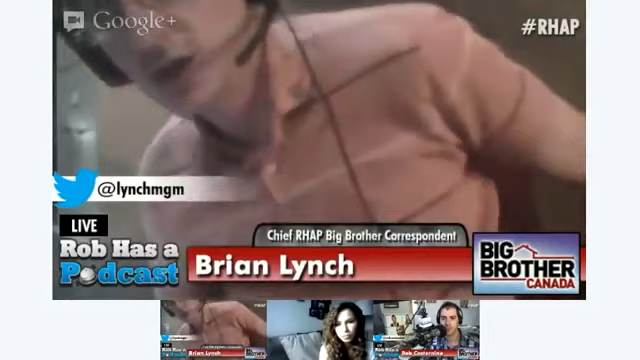 Google+
#RHAP
@lynchmgm
LIVE
Rob Has a
Podcast
Chief RHAP Big Brother Correspondent
Brian Lynch
BIG
BROTHER
CANADA
Brian Lynch
Rob Cesternino